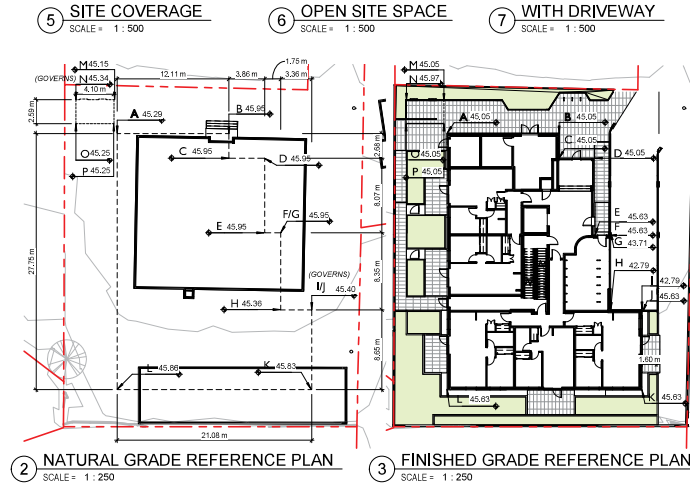 5 SITE COVERAGE
SCALE = 1 : 500
6 OPEN SITE SPACE
SCALE = 1 : 500
7 WITH DRIVEWAY
SCALE = 1 : 500
M 45.15
(GOVERNS) N 45.34
4.10 m
2.59 m
12.11 m
3.86 m
1.75 m
3.36 m
A 45.29
B 45.95
O 45.25
P 45.25
C 45.95
D 45.95
2.68 m
F/G 45.95
E 45.95
8.07 m
27.75 m
(GOVERNS)
I/J 45.40
8.35 m
H 45.36
L 45.86
K 45.83
8.65 m
21.08 m
2 NATURAL GRADE REFERENCE PLAN
SCALE = 1 : 250
M 45.05
N 45.97
A 45.05
B 45.05
C 45.05
O 45.05
D 45.05
P 45.05
E 45.63
F 45.63
G 43.71
H 42.79
42.79
45.63
1.60 m
L 45.63
K 45.63
3 FINISHED GRADE REFERENCE PLAN
SCALE = 1 : 250